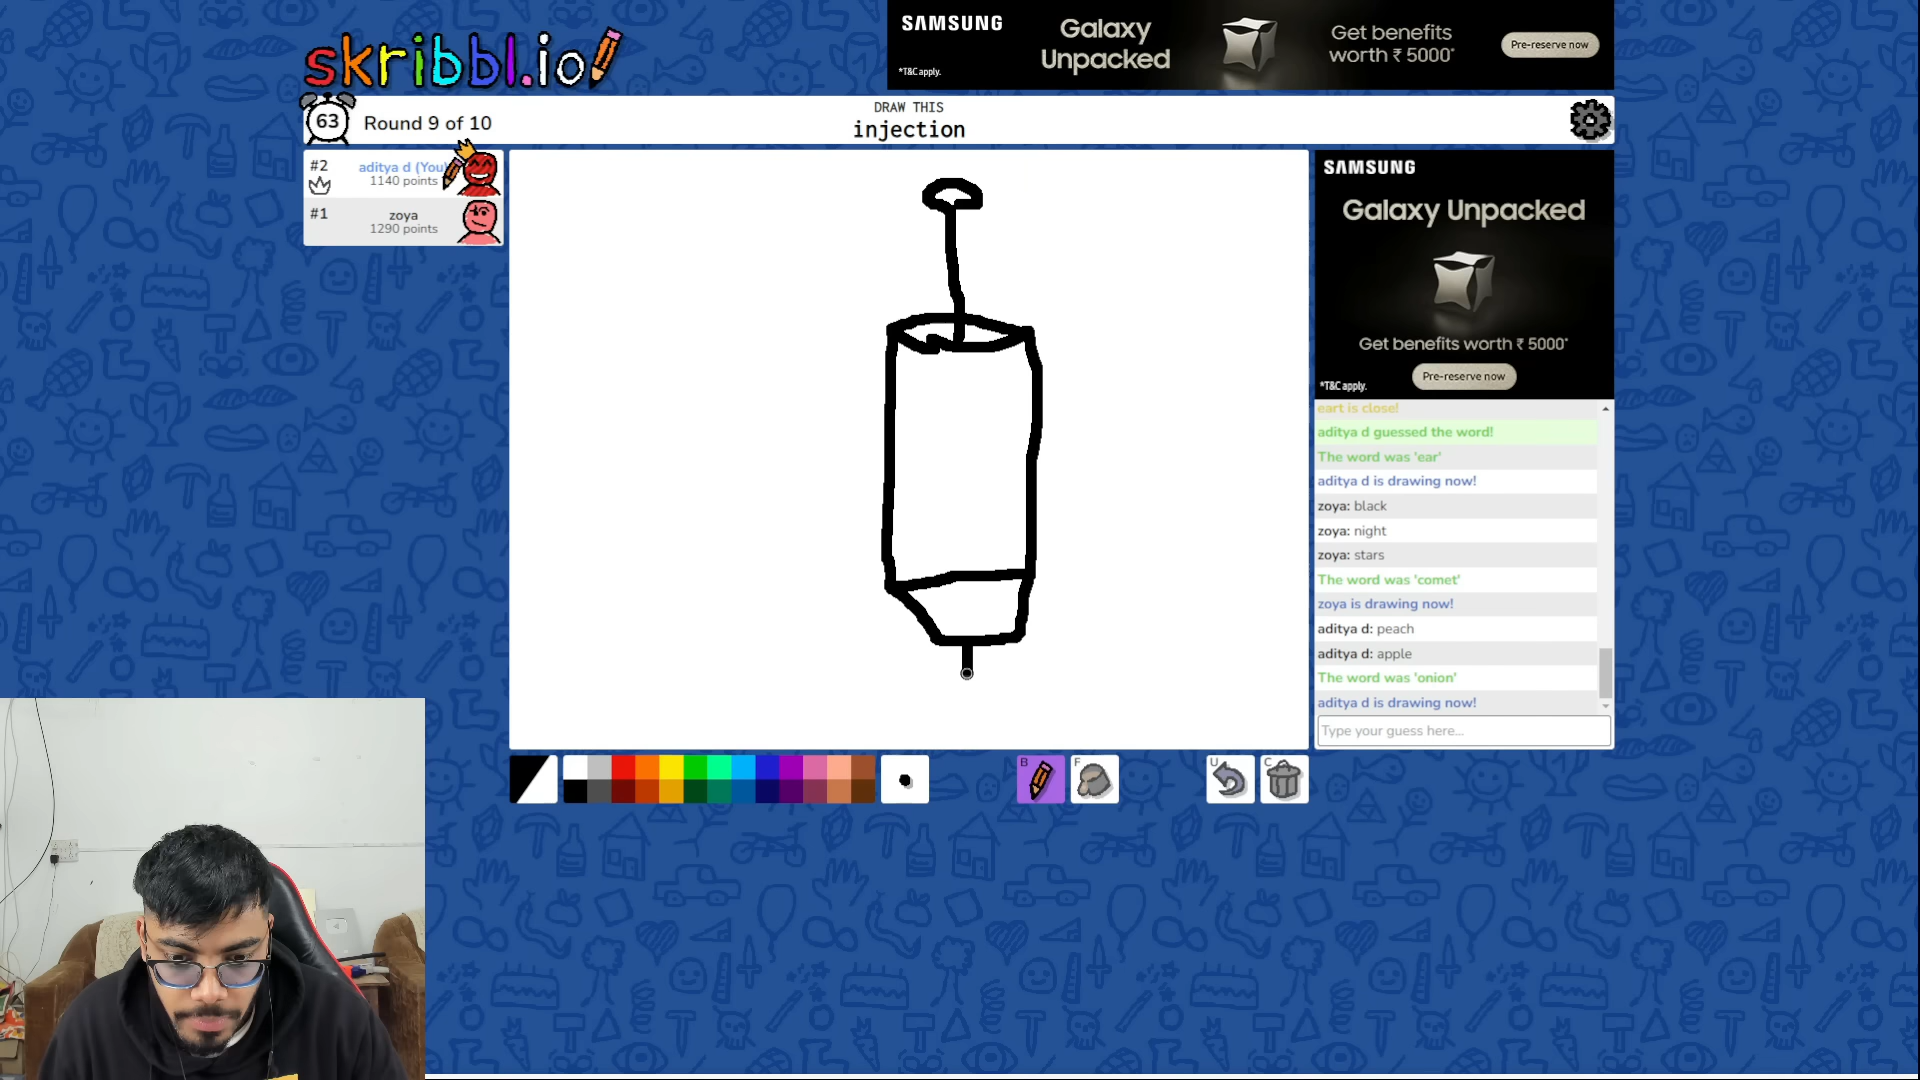 SAMSUNG
*T&C apply.
Galaxy
Unpacked
Get benefits
worth ₹ 5000*
Pre-reserve now
skribbl.io
63
Round 9 of 10
DRAW THIS
injection
#2
aditya d (You)
1140 points
#1
zoya
1290 points
SAMSUNG
Galaxy Unpacked
Get benefits worth ₹ 5000*
*T&C apply.
Pre-reserve now
eart is close!
aditya d guessed the word!
The word was 'ear'
aditya d is drawing now!
zoya: black
zoya: night
zoya: stars
The word was 'comet'
zoya is drawing now!
aditya d: peach
aditya d: apple
The word was 'onion'
aditya d is drawing now!
Type your guess here...
B
F
U
C